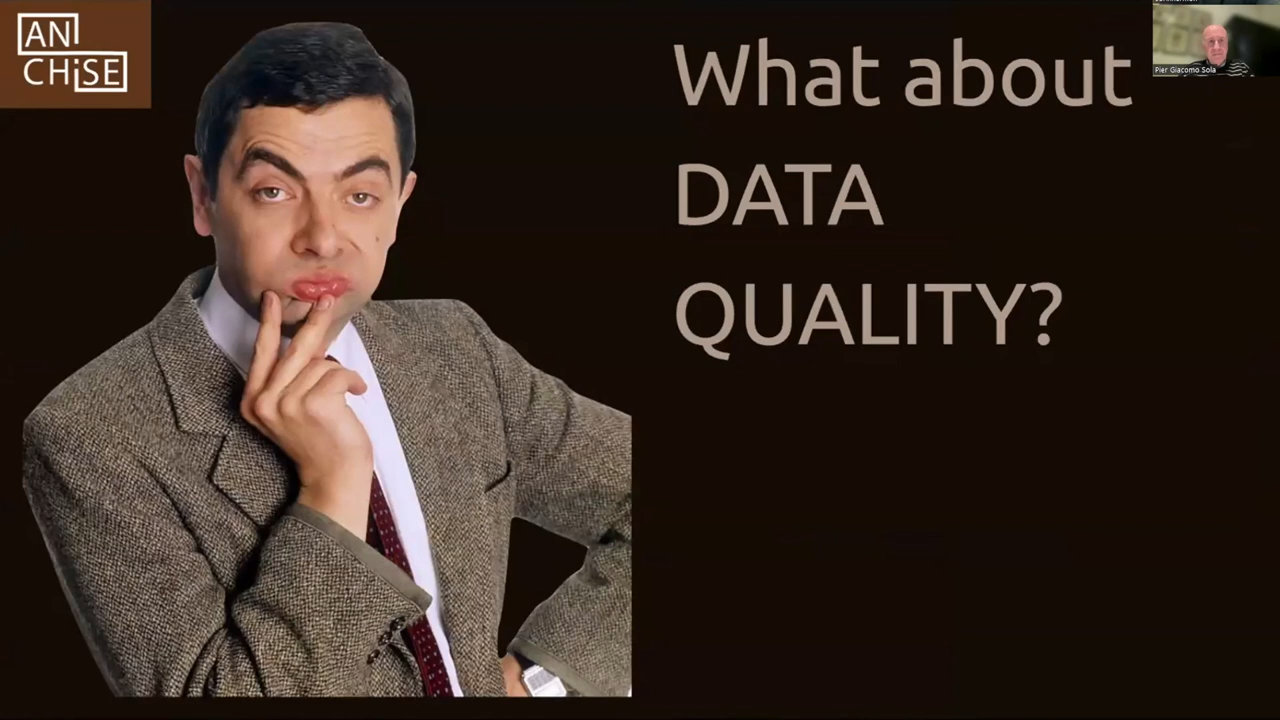 AN
CHiSE
What about
DATA
QUALITY?
Pier Giacomo Sola